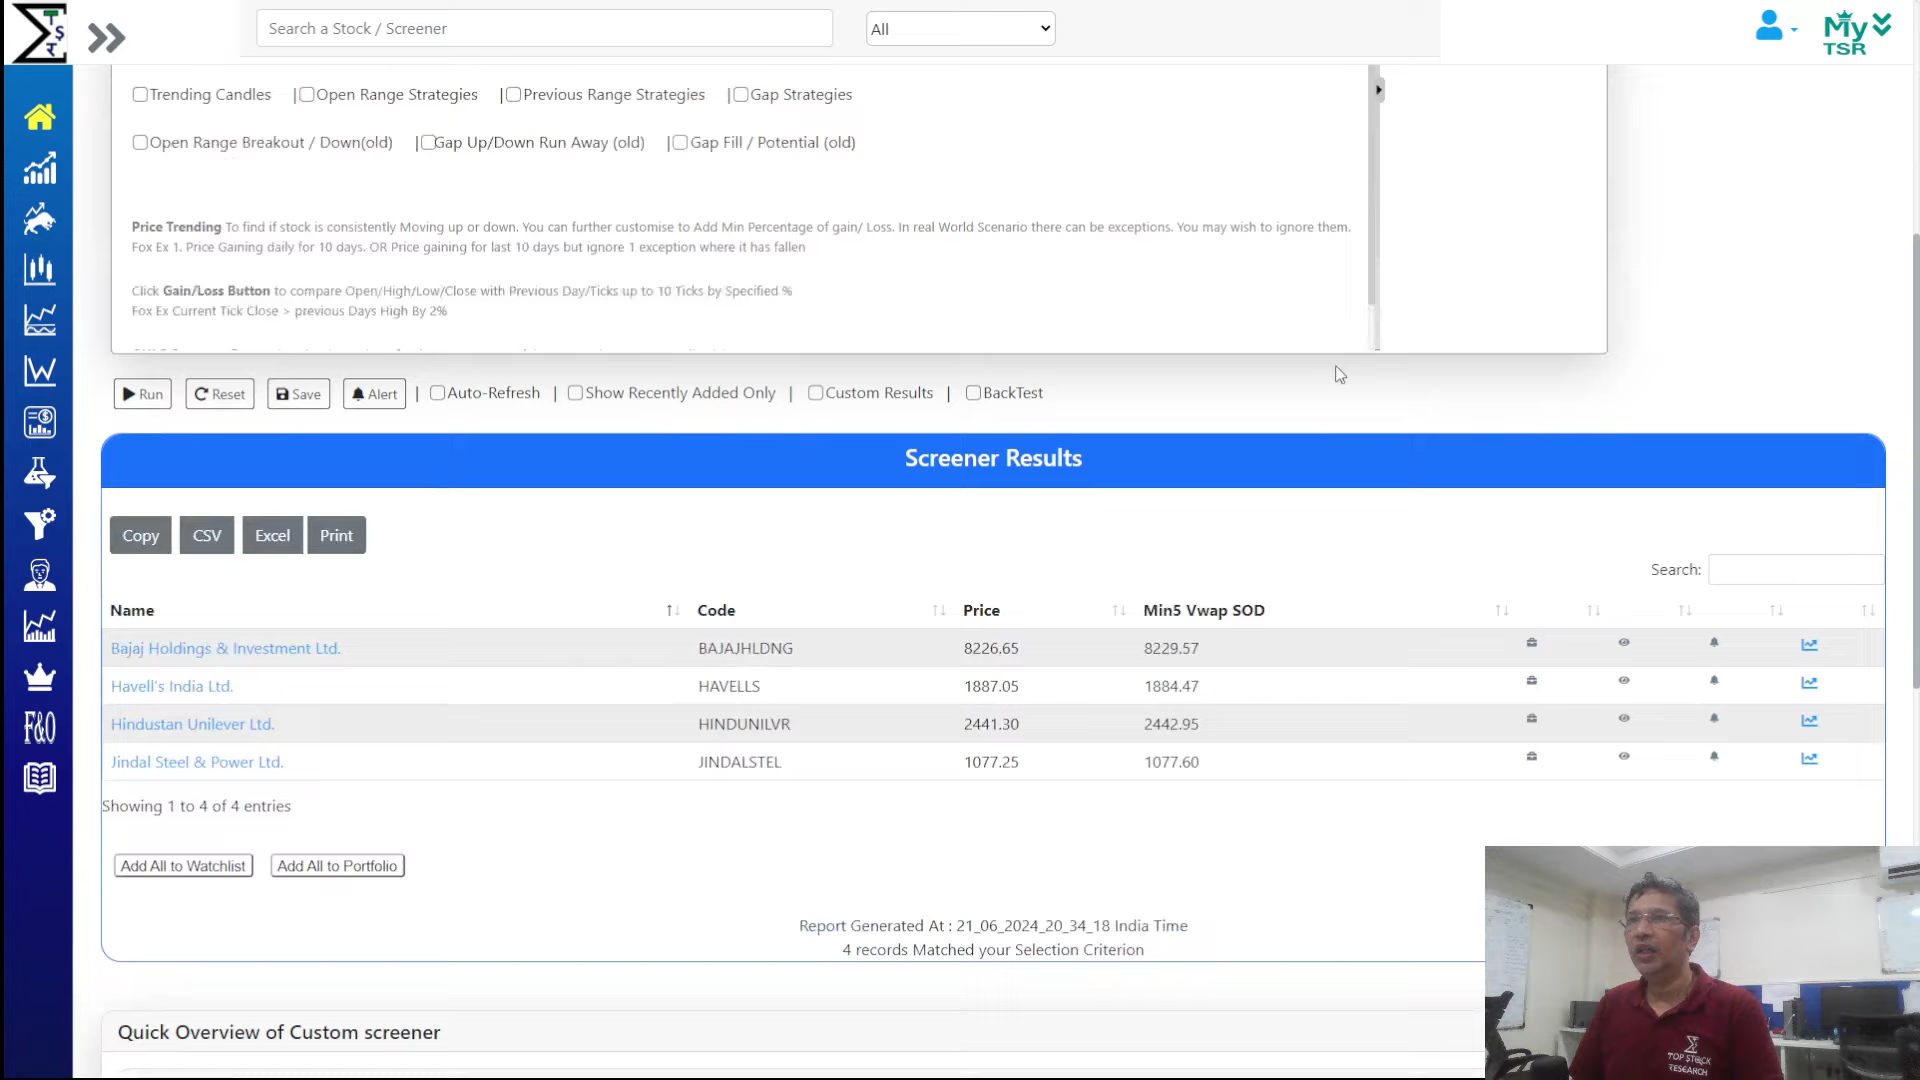 Search a Stock / Screener
All
My
TSR
Trending Candles | Open Range Strategies | Previous Range Strategies | Gap Strategies
Open Range Breakout / Down(old) | Gap Up/Down Run Away (old) | Gap Fill / Potential (old)
Price Trending To find if stock is consistently Moving up or down. You can further customise to Add Min Percentage of gain/ Loss. In real World Scenario there can be exceptions. You may wish to ignore them.
Fox Ex 1. Price Gaining daily for 10 days. OR Price gaining for last 10 days but ignore 1 exception where it has fallen
Click Gain/Loss Button to compare Open/High/Low/Close with Previous Day/Ticks up to 10 Ticks by Specified %
Fox Ex Current Tick Close > previous Days High By 2%
Run Reset Save Alert | Auto-Refresh | Show Recently Added Only | Custom Results | BackTest
Screener Results
Copy CSV Excel Print
Search:
Name Code Price Min5 Vwap SOD
Bajaj Holdings & Investment Ltd. BAJAJHLDNG 8226.65 8229.57
Havell's India Ltd. HAVELLS 1887.05 1884.47
Hindustan Unilever Ltd. HINDUNILVR 2441.30 2442.95
Jindal Steel & Power Ltd. JINDALSTEL 1077.25 1077.60
Showing 1 to 4 of 4 entries
Add All to Watchlist Add All to Portfolio
Report Generated At : 21_06_2024_20_34_18 India Time
4 records Matched your Selection Criterion
Quick Overview of Custom screener
F&O
TOP STOCK
RESEARCH